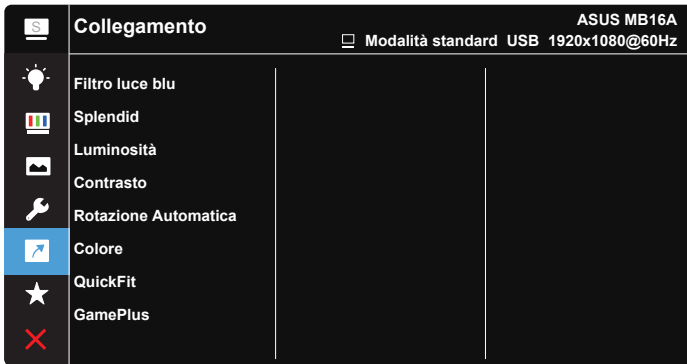 S
Collegamento
ASUS MB16A
Modalità standard USB 1920x1080@60Hz
Filtro luce blu
Splendid
Luminosità
Contrasto
Rotazione Automatica
Colore
QuickFit
GamePlus